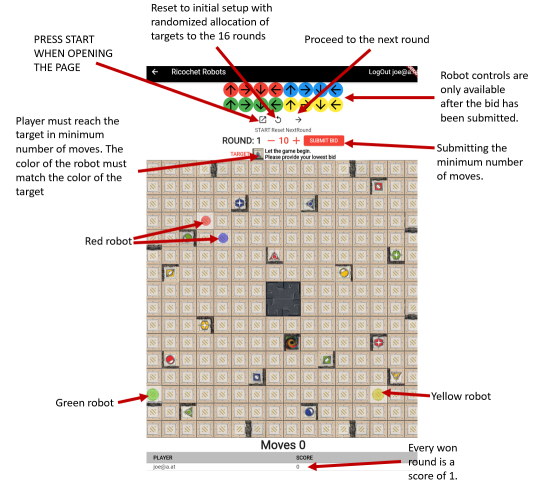 Reset to initial setup with
randomized allocation of
targets to the 16 rounds
PRESS START
WHEN OPENING
THE PAGE
Proceed to the next round
Ricochet Robots
LogOut joe@a.at
Robot controls are
only available
after the bid has
been submitted.
START Reset NextRound
Player must reach the
target in minimum
number of moves. The
color of the robot must
match the color of the
target
ROUND: 1 − 10 + SUBMIT BID
Submitting the
minimum number
of moves.
TARGET:
Let the game begin.
Please provide your lowest bid
Red robot
Green robot
Yellow robot
Moves 0
PLAYER SCORE
joe@a.at 0
Every won
round is a
score of 1.